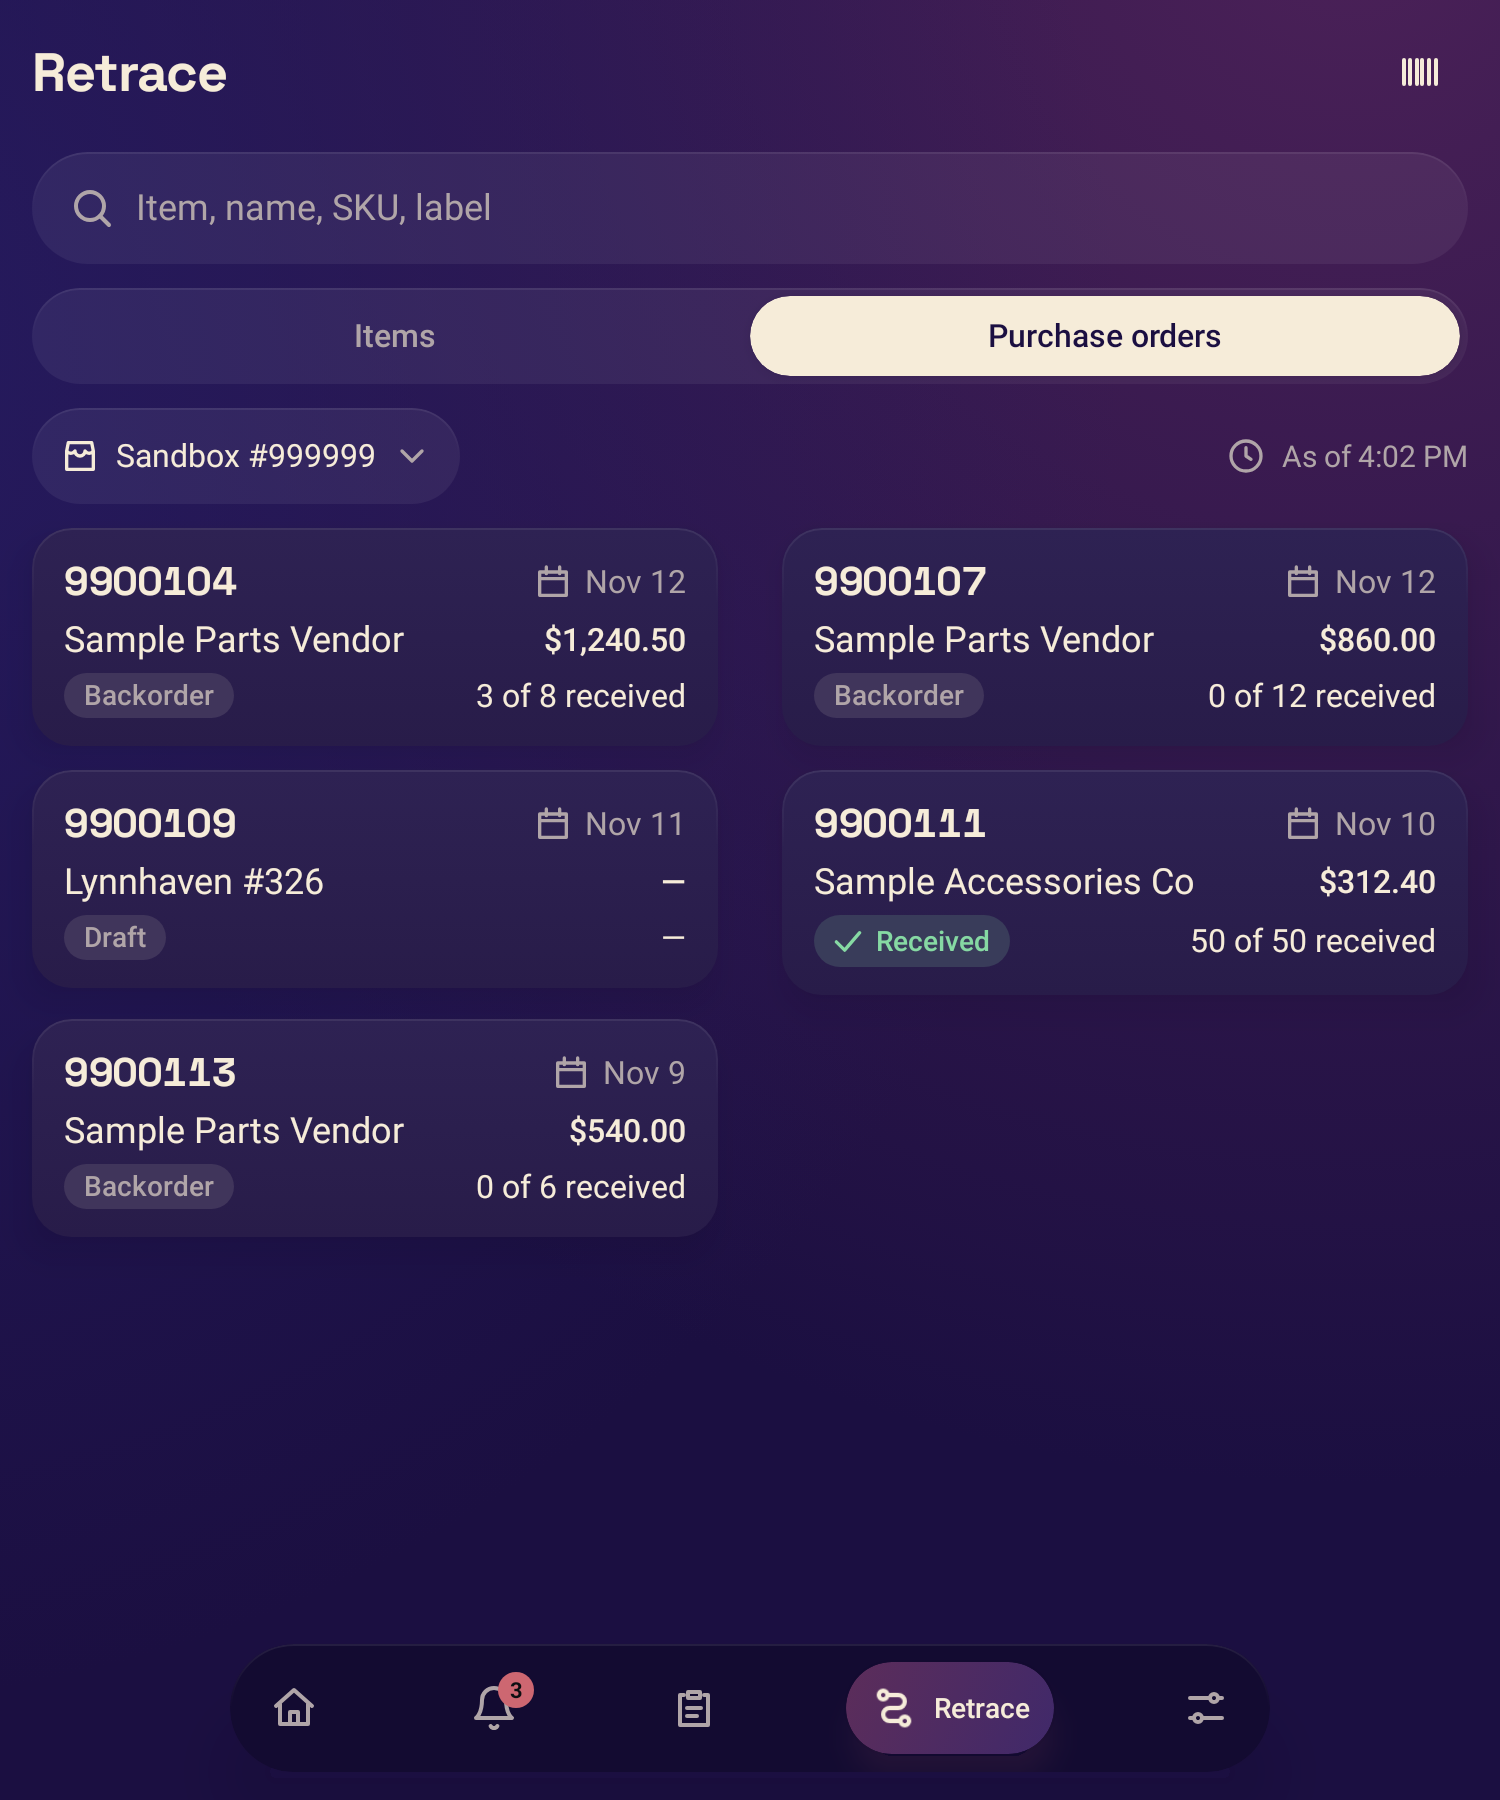 Retrace
Item, name, SKU, label
Items
Purchase orders
Sandbox #999999
As of 4:02 PM
9900104
Nov 12
Sample Parts Vendor
$1,240.50
Backorder
3 of 8 received
9900107
Nov 12
Sample Parts Vendor
$860.00
Backorder
0 of 12 received
9900109
Nov 11
Lynnhaven #326
–
Draft
–
9900111
Nov 10
Sample Accessories Co
$312.40
Received
50 of 50 received
9900113
Nov 9
Sample Parts Vendor
$540.00
Backorder
0 of 6 received
3
Retrace